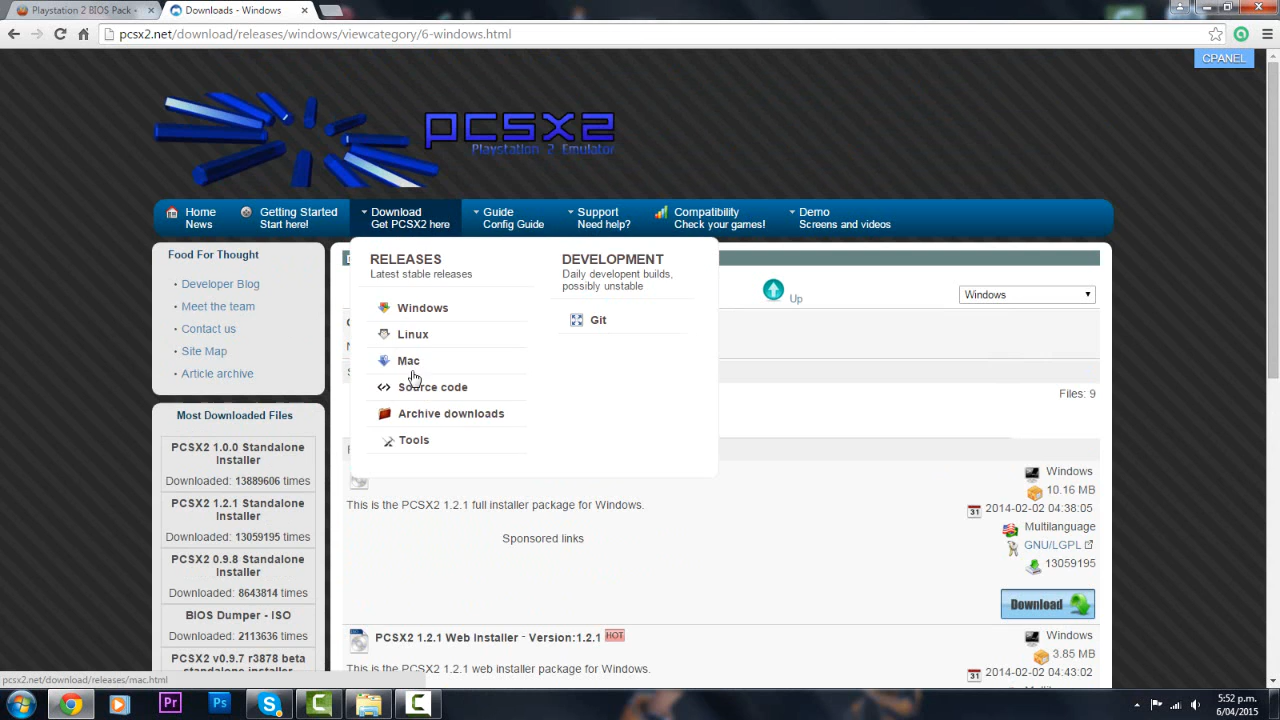 Playstation 2 BIOS Pack -
Downloads - Windows
pcsx2.net/download/releases/windows/viewcategory/6-windows.html
CPANEL
PCSX2
Playstation 2 Emulator
Home
News
Getting Started
Start here!
Download
Get PCSX2 here
Guide
Config Guide
Support
Need help?
Compatibility
Check your games!
Demo
Screens and videos
Food For Thought
• Developer Blog
• Meet the team
• Contact us
• Site Map
• Article archive
RELEASES
Latest stable releases
Windows
Linux
Mac
Source code
Archive downloads
Tools
DEVELOPMENT
Daily development builds,
possibly unstable
Git
Up
Windows
Files: 9
Most Downloaded Files
PCSX2 1.0.0 Standalone
Installer
Downloaded: 13889606 times
PCSX2 1.2.1 Standalone
Installer
Downloaded: 13059195 times
PCSX2 0.9.8 Standalone
Installer
Downloaded: 8643814 times
BIOS Dumper - ISO
Downloaded: 2113636 times
PCSX2 v0.9.7 r3878 beta
standalone installer
This is the PCSX2 1.2.1 full installer package for Windows.
Sponsored links
Windows
10.16 MB
31 2014-02-02 04:38:05
Multilanguage
GNU/LGPL
13059195
Download
PCSX2 1.2.1 Web Installer - Version:1.2.1 HOT
This is the PCSX2 1.2.1 web installer package for Windows.
Windows
3.85 MB
31 2014-02-02 04:43:02
pcsx2.net/download/releases/mac.html
Pr
Ps
S
C
C
5:52 p.m.
6/04/2015